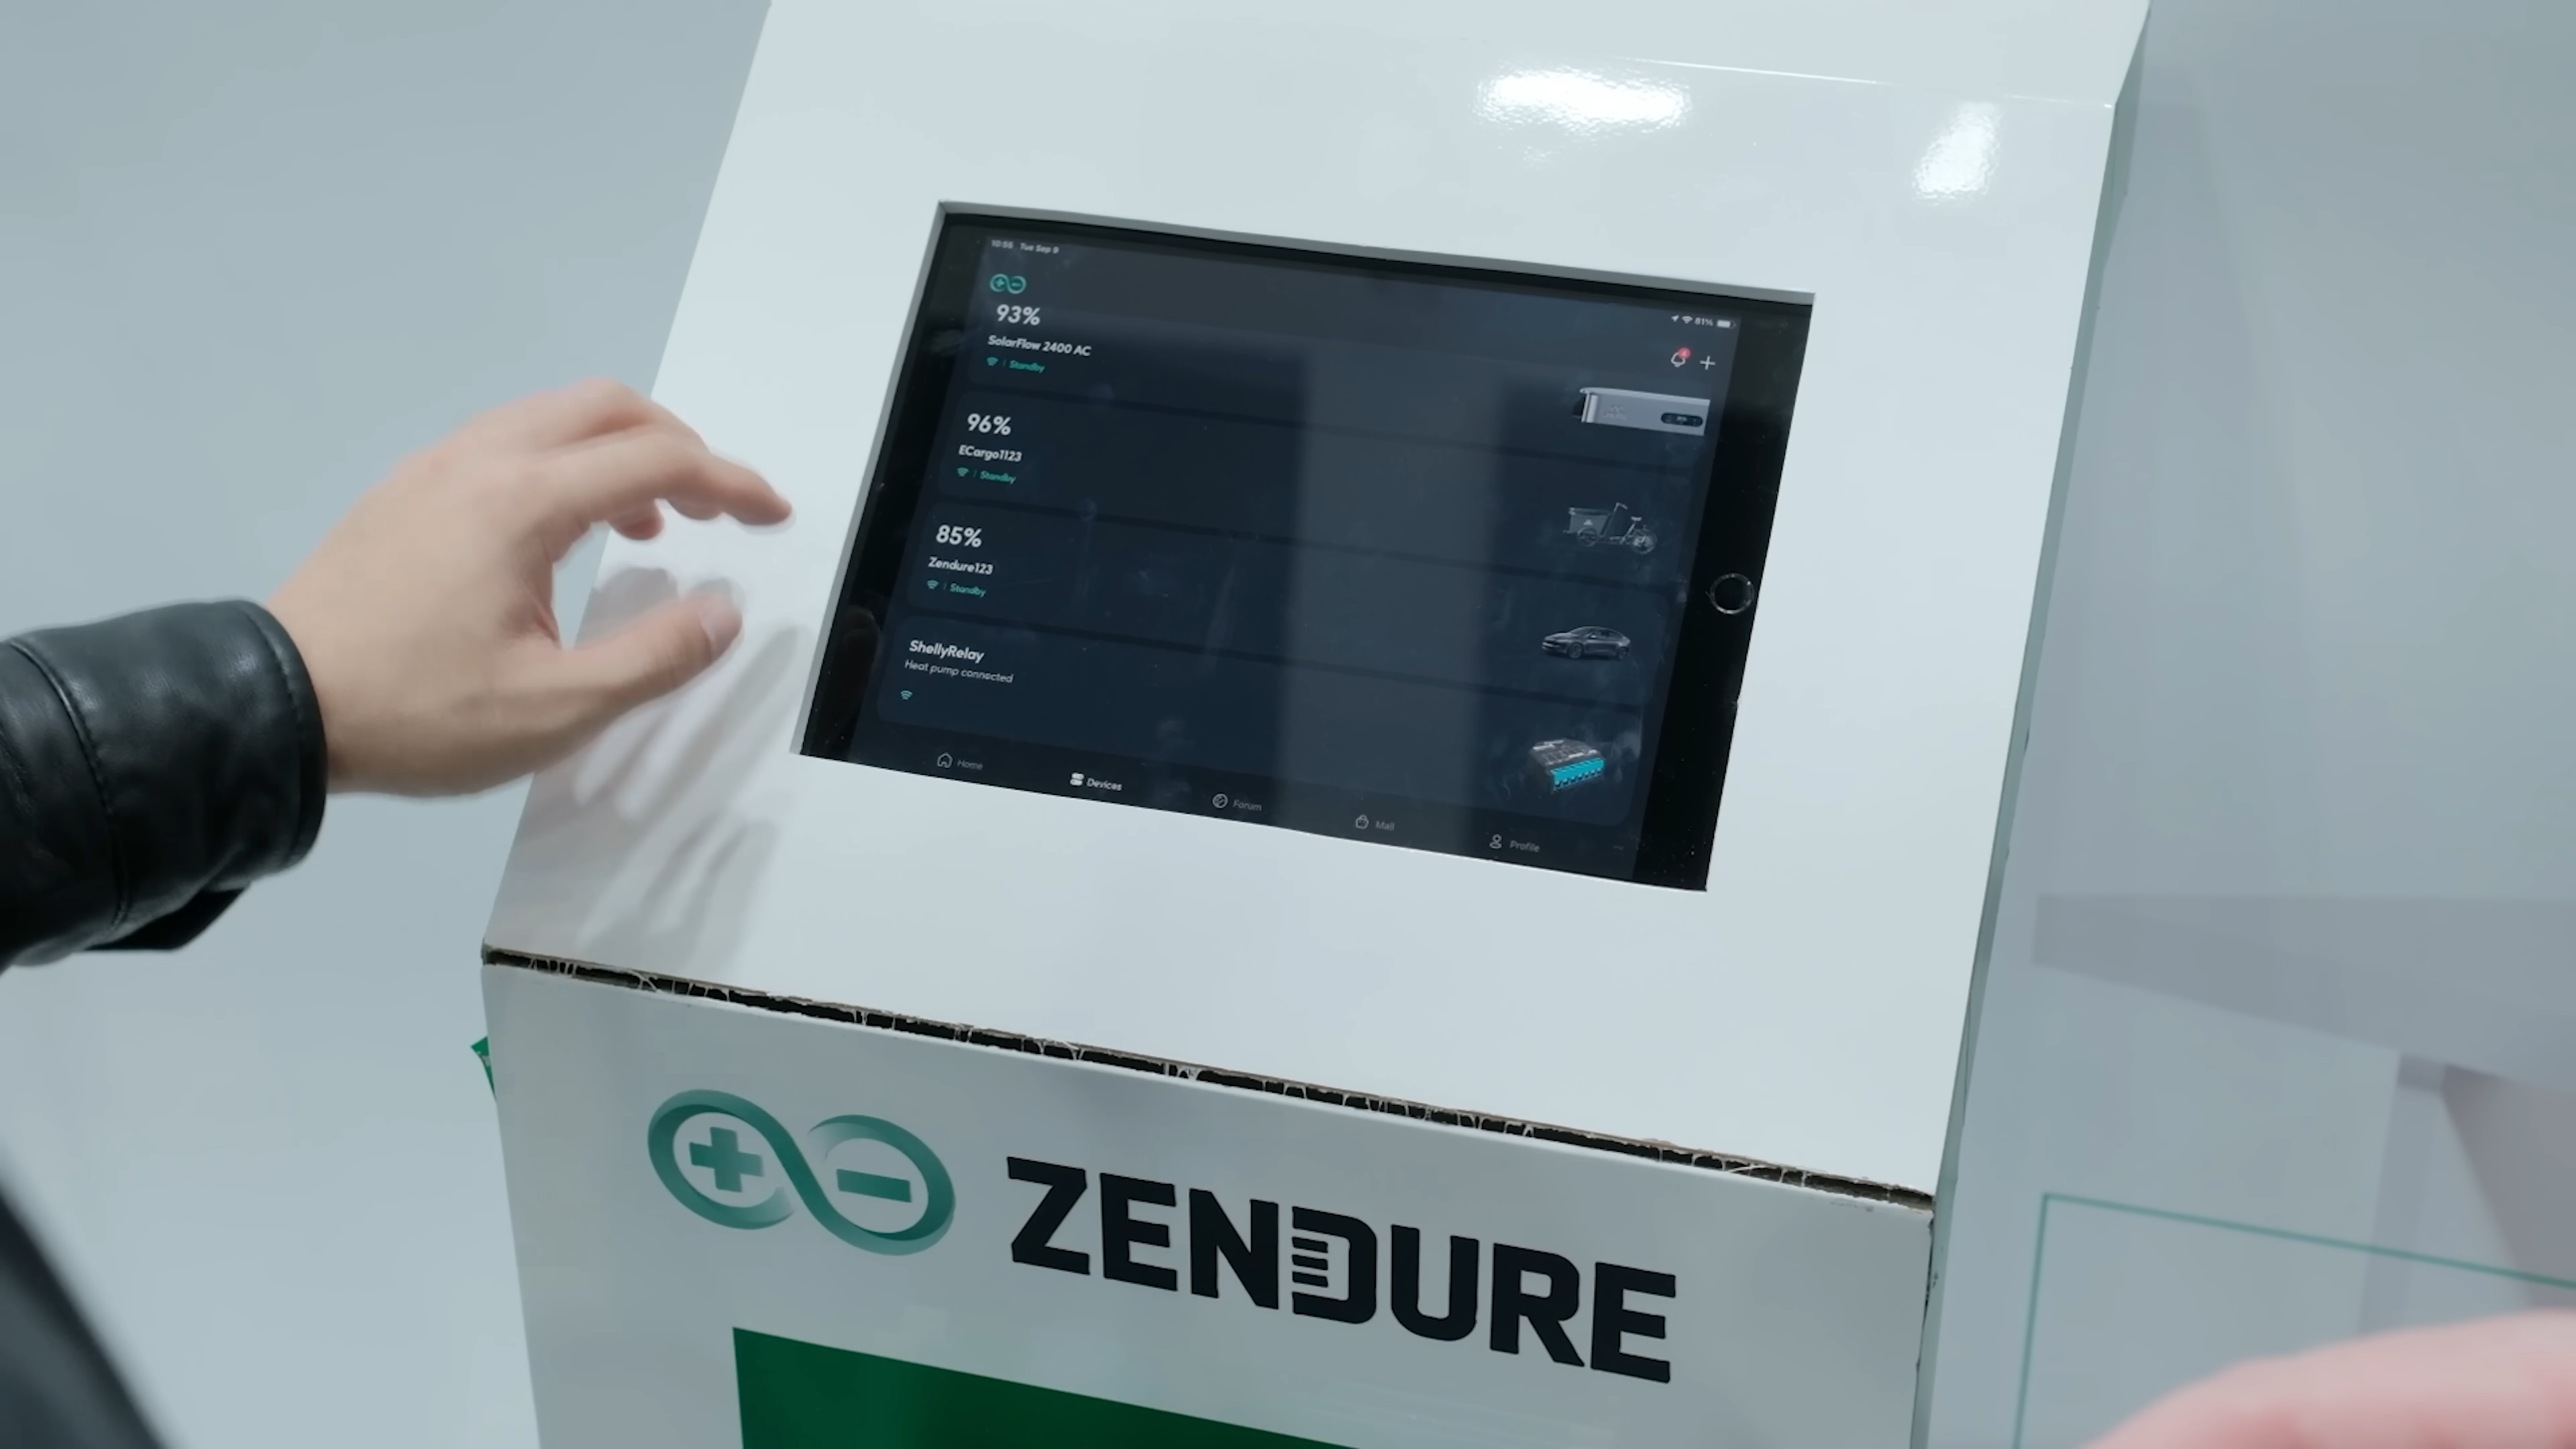 10:55 Tue Sep 9
81%
93%
SolarFlow 2400 AC
Standby
96%
ECargo1123
Standby
85%
Zendure123
Standby
ShellyRelay
Heat pump connected
Home
Devices
Forum
Mall
Profile
ZENDURE